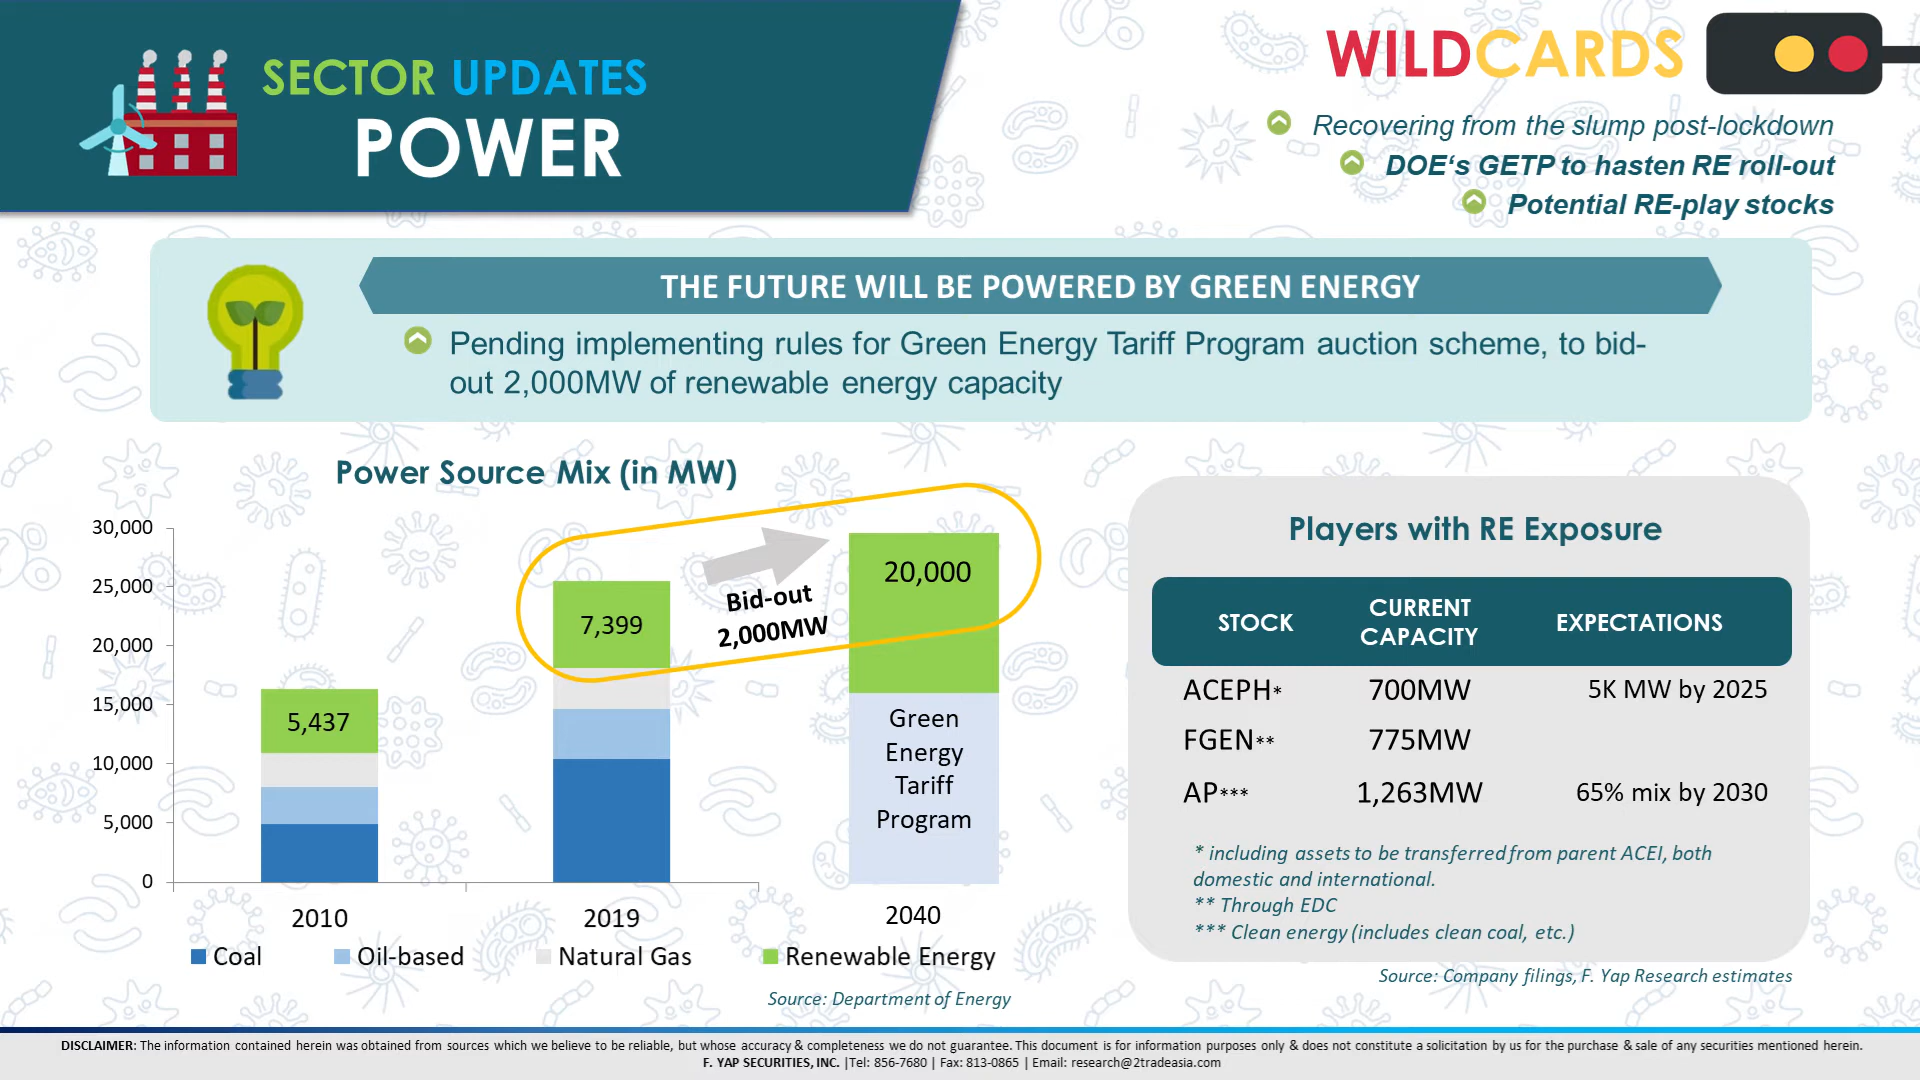 SECTOR UPDATES
POWER
WILDCARDS
Recovering from the slump post-lockdown
DOE‘s GETP to hasten RE roll-out
Potential RE-play stocks
THE FUTURE WILL BE POWERED BY GREEN ENERGY
Pending implementing rules for Green Energy Tariff Program auction scheme, to bid-
out 2,000MW of renewable energy capacity
Power Source Mix (in MW)
30,000
25,000
20,000
15,000
10,000
5,000
0
5,437
7,399
Bid-out
2,000MW
20,000
Green
Energy
Tariff
Program
2010
2019
2040
Coal
Oil-based
Natural Gas
Renewable Energy
Source: Department of Energy
Players with RE Exposure
STOCK
CURRENT
CAPACITY
EXPECTATIONS
ACEPH* 700MW 5K MW by 2025
FGEN** 775MW
AP*** 1,263MW 65% mix by 2030
* including assets to be transferred from parent ACEI, both
domestic and international.
** Through EDC
*** Clean energy (includes clean coal, etc.)
Source: Company filings, F. Yap Research estimates
DISCLAIMER: The information contained herein was obtained from sources which we believe to be reliable, but whose accuracy & completeness we do not guarantee. This document is for information purposes only & does not constitute a solicitation by us for the purchase & sale of any securities mentioned herein.
F. YAP SECURITIES, INC. |Tel: 856-7680 | Fax: 813-0865 | Email: research@2tradeasia.com